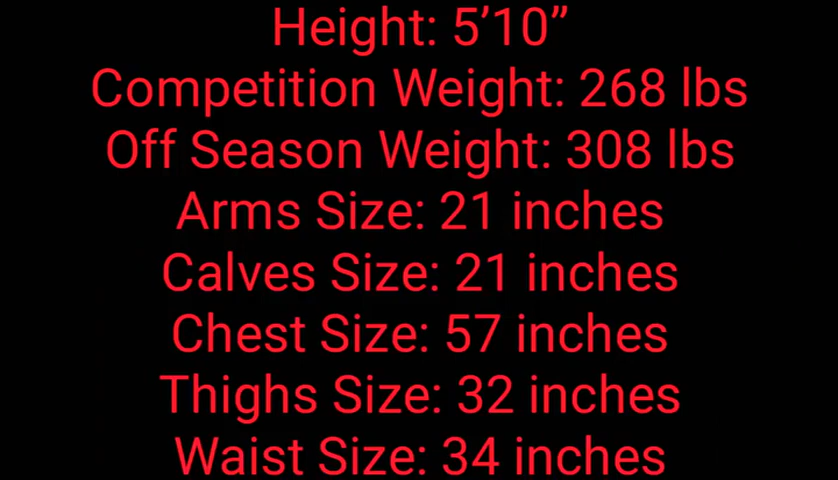 Height: 5’10”
Competition Weight: 268 lbs
Off Season Weight: 308 lbs
Arms Size: 21 inches
Calves Size: 21 inches
Chest Size: 57 inches
Thighs Size: 32 inches
Waist Size: 34 inches